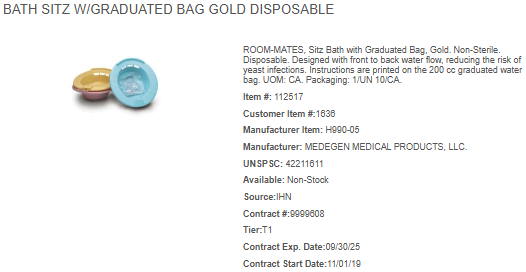 BATH SITZ W/GRADUATED BAG GOLD DISPOSABLE
ROOM-MATES, Sitz Bath with Graduated Bag, Gold. Non-Sterile.
Disposable. Designed with front to back water flow, reducing the risk of
yeast infections. Instructions are printed on the 200 cc graduated water
bag. UOM: CA. Packaging: 1/UN 10/CA.
Item #: 112517
Customer Item #:1636
Manufacturer Item: H990-05
Manufacturer: MEDEGEN MEDICAL PRODUCTS, LLC.
UNSPSC: 42211611
Available: Non-Stock
Source:IHN
Contract #:9999608
Tier:T1
Contract Exp. Date:09/30/25
Contract Start Date:11/01/19